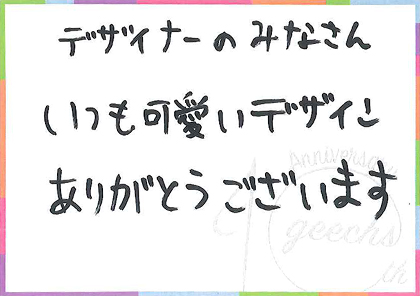 デザイナーのみなさん
いつも可愛いデザイン
ありがとうございます
Anniversary
10
geechs
th